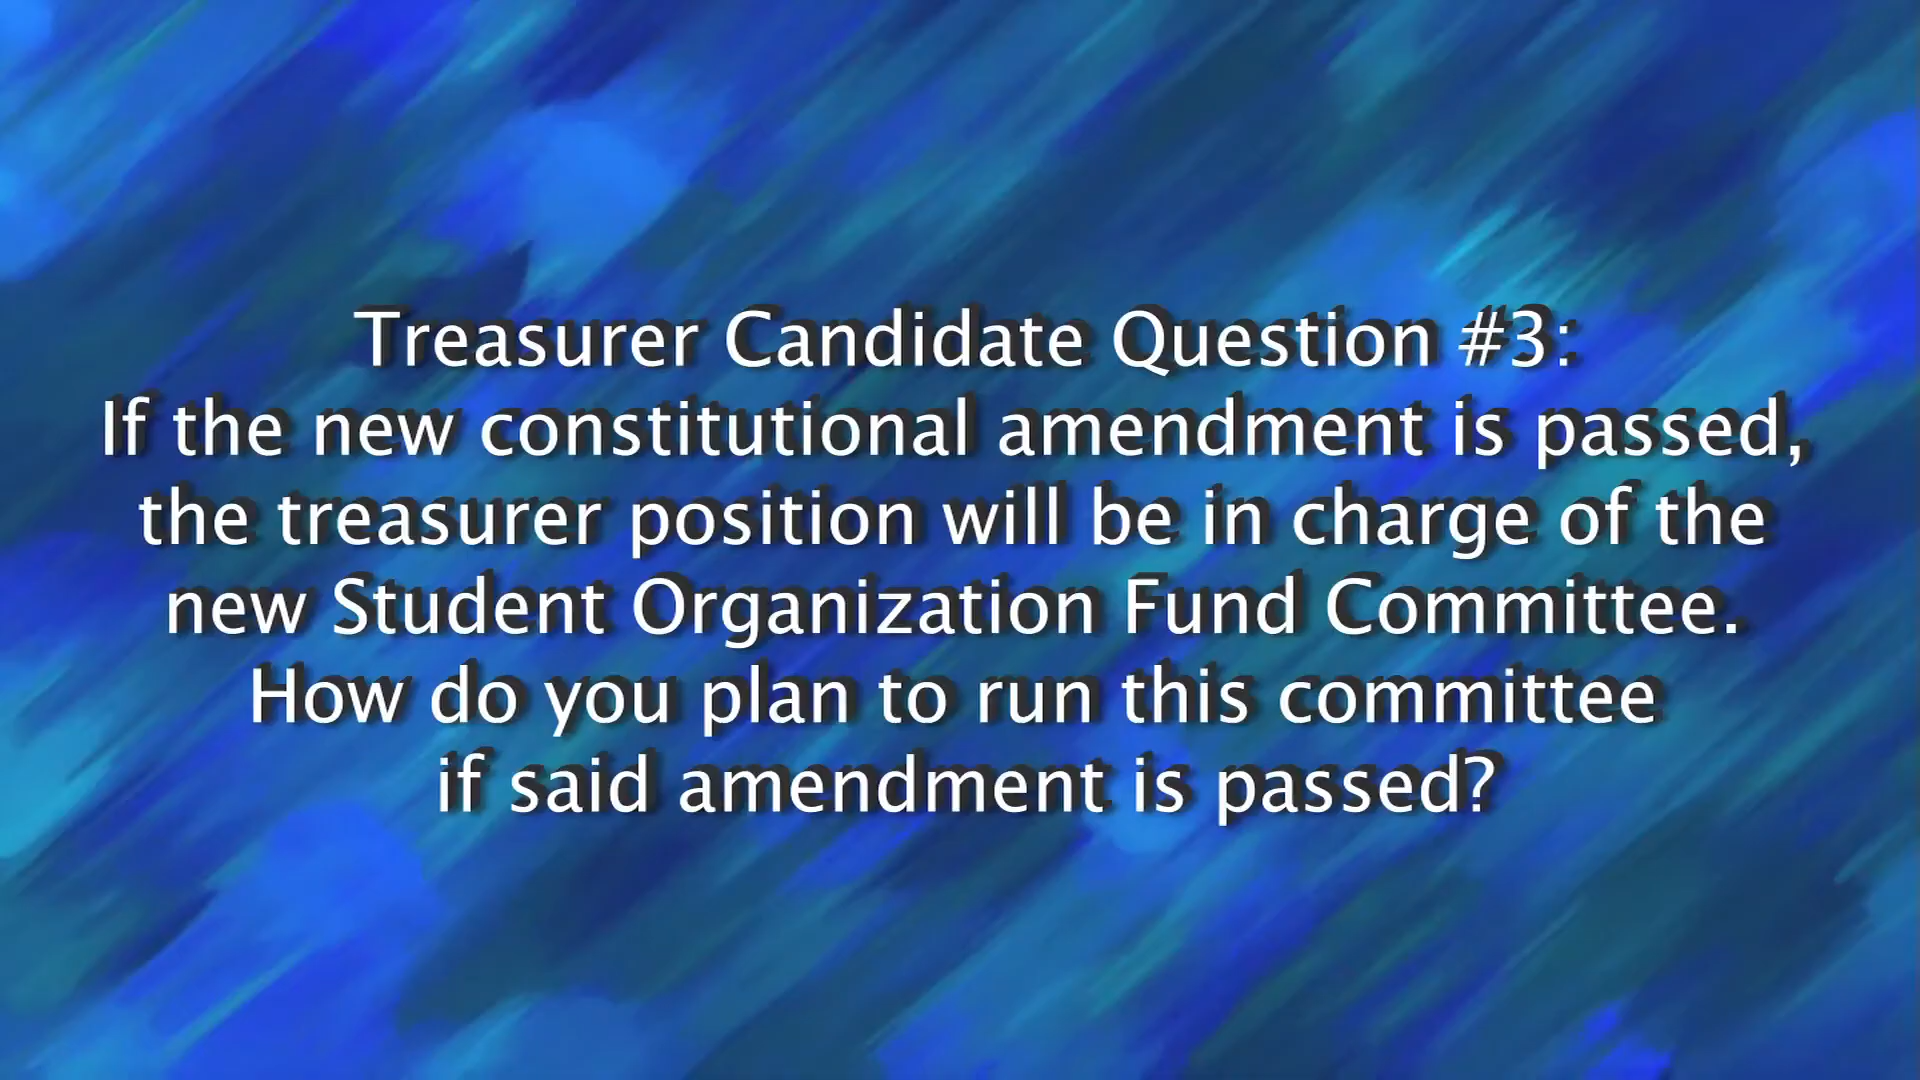 Treasurer Candidate Question #3:
If the new constitutional amendment is passed,
the treasurer position will be in charge of the
new Student Organization Fund Committee.
How do you plan to run this committee
if said amendment is passed?